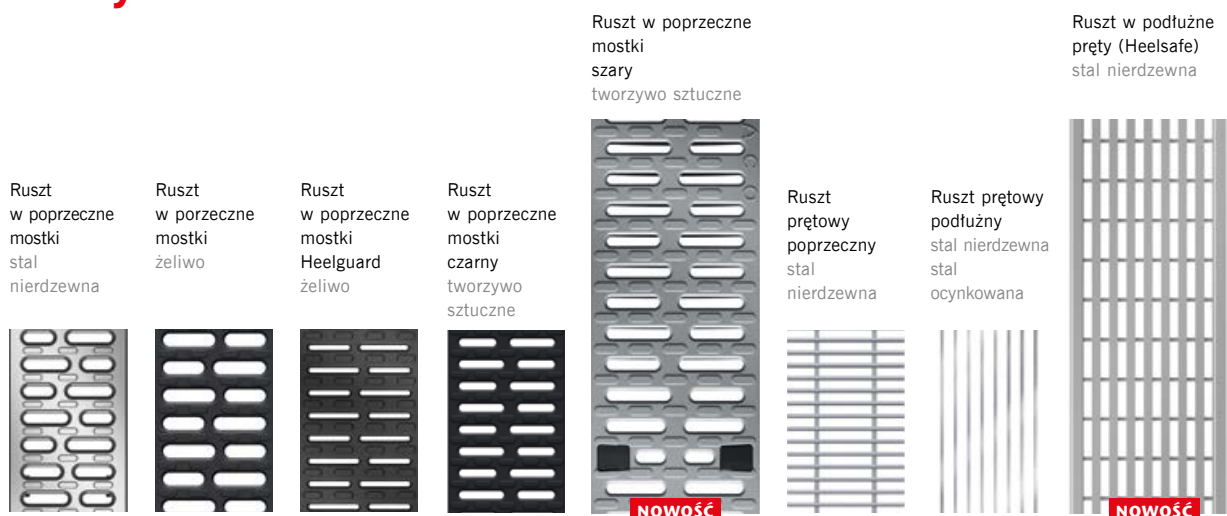 Ruszt w poprzeczne
mostki
szary
tworzywo sztuczne
Ruszt w podłużne
pręty (Heelsafe)
stal nierdzewna
Ruszt
w poprzeczne
mostki
stal
nierdzewna
Ruszt
w porzeczne
mostki
żeliwo
Ruszt
w poprzeczne
mostki
Heelguard
żeliwo
Ruszt
w poprzeczne
mostki
czarny
tworzywo
sztuczne
Ruszt
prętowy
poprzeczny
stal
nierdzewna
Ruszt prętowy
podłużny
stal nierdzewna
stal
ocynkowana
ACO
NOWOŚĆ
NOWOŚĆ